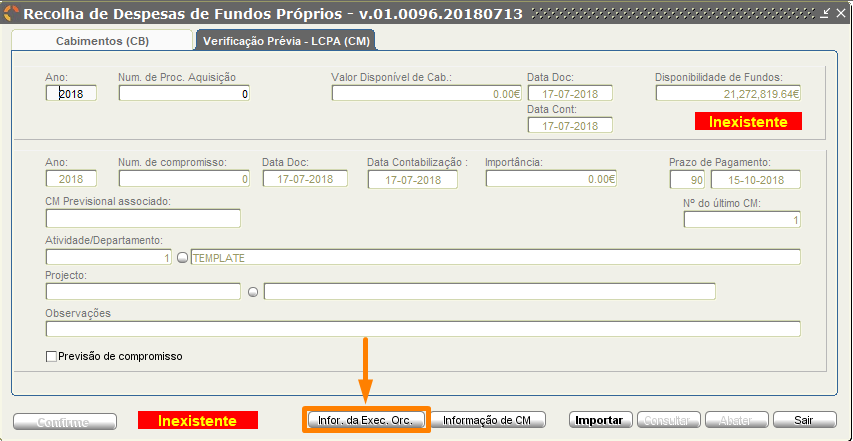 Recolha de Despesas de Fundos Próprios - v.01.0096.20180713
Cabimentos (CB) Verificação Prévia - LCPA (CM)
Ano: Num. de Proc. Aquisição Valor Disponível de Cab.: Data Doc: Disponibilidade de Fundos:
2018 0 0.00€ 17-07-2018 21,272,819.64€
Data Cont:
17-07-2018 Inexistente
Ano: Num. de compromisso: Data Doc: Data Contabilização : Importância: Prazo de Pagamento:
2018 0 17-07-2018 17-07-2018 0.00€ 90 15-10-2018
CM Previsional associado: Nº do último CM:
1
Atividade/Departamento:
1 TEMPLATE
Projecto:
Observações
Previsão de compromisso
Confirme Inexistente Infor. da Exec. Orc. Informação de CM Importar Consultar Abater Sair